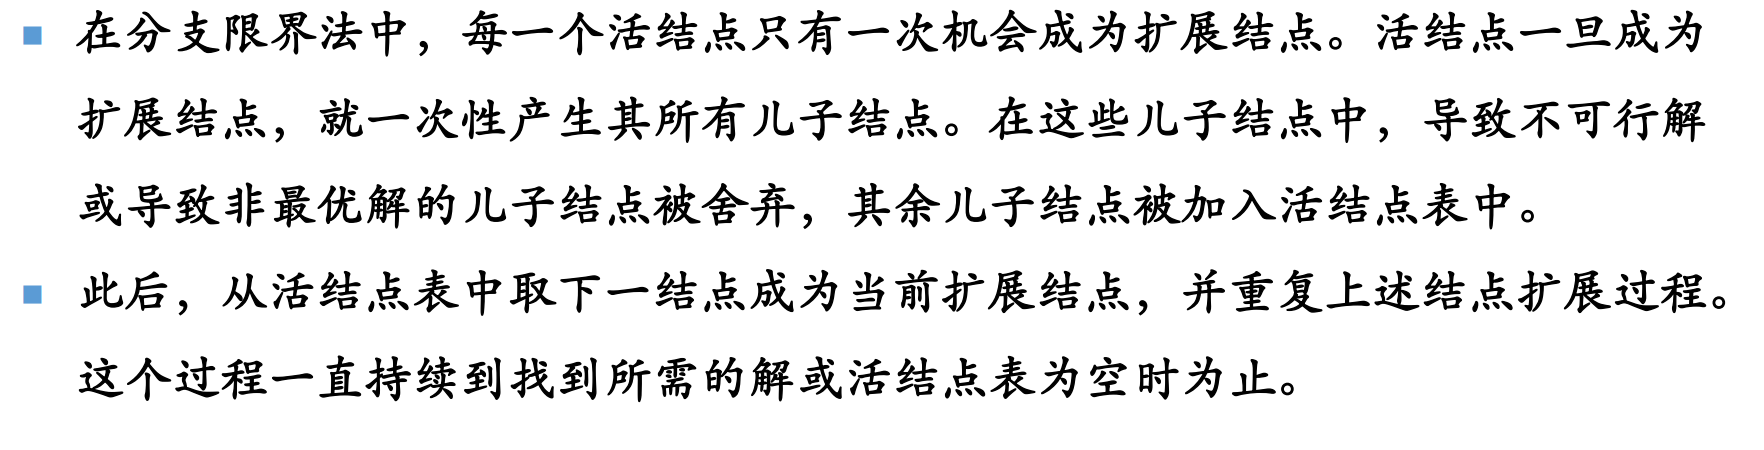 在分支限界法中，每一个活结点只有一次机会成为扩展结点。活结点一旦成为
扩展结点，就一次性产生其所有儿子结点。在这些儿子结点中，导致不可行解
或导致非最优解的儿子结点被舍弃，其余儿子结点被加入活结点表中。
此后，从活结点表中取下一结点成为当前扩展结点，并重复上述结点扩展过程。
这个过程一直持续到找到所需的解或活结点表为空时为止。